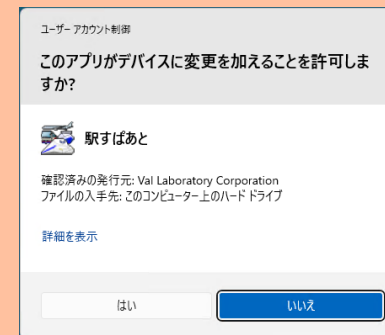 ユーザー アカウント制御
このアプリがデバイスに変更を加えることを許可しま
すか?
駅すぱあと
確認済みの発行元: Val Laboratory Corporation
ファイルの入手先: このコンピューター上のハード ドライブ
詳細を表示
はい
いいえ